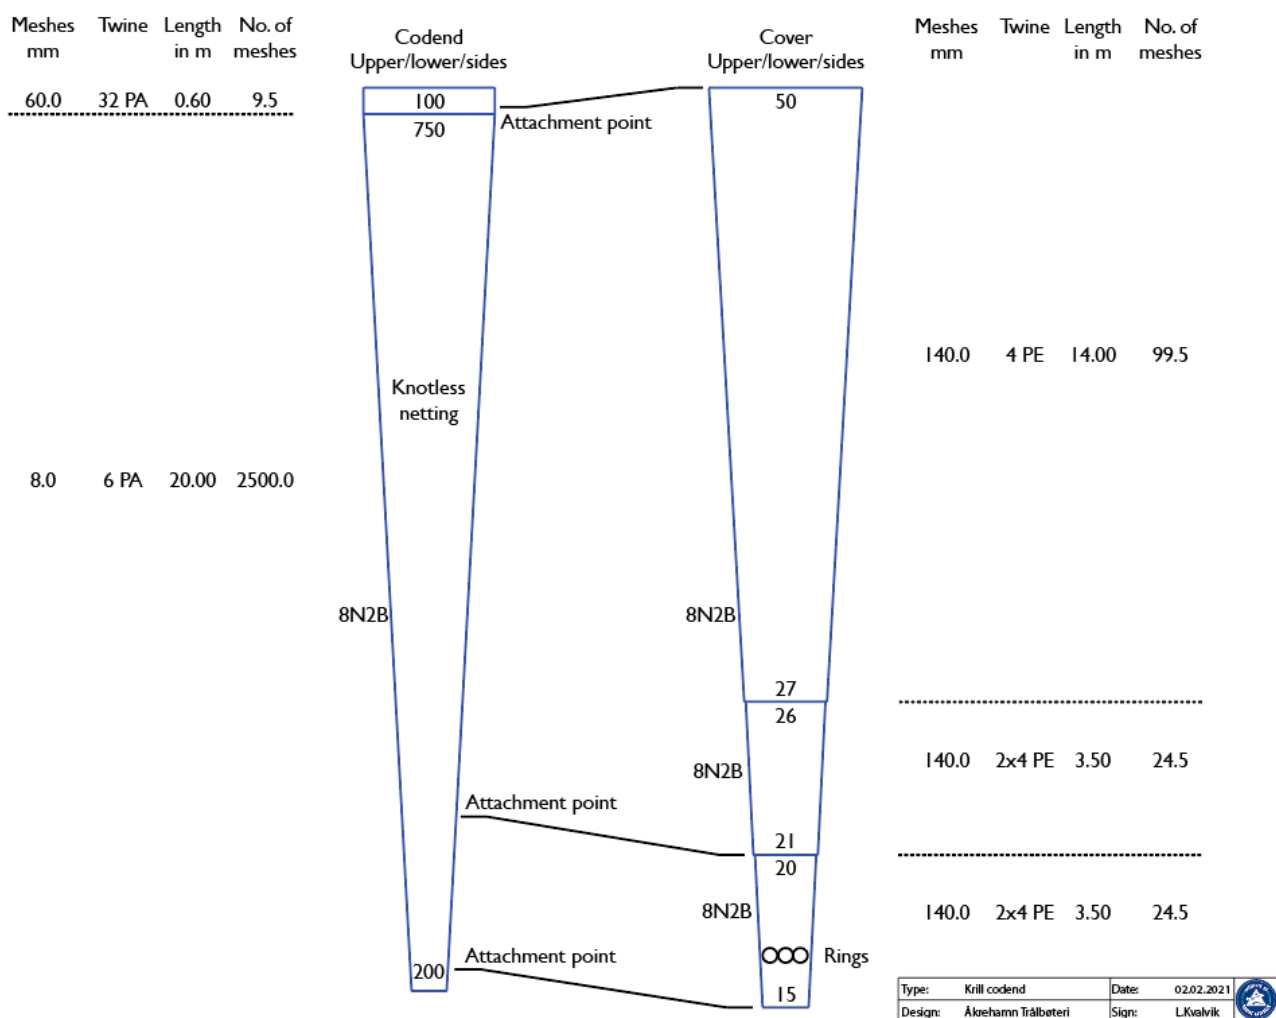 Meshes Twine Length No. of
mm in m meshes
60.0 32 PA 0.60 9.5
8.0 6 PA 20.00 2500.0
Codend
Upper/lower/sides
100
750
Attachment point
Knotless
netting
8N2B
Attachment point
Attachment point
200
Cover
Upper/lower/sides
50
8N2B
27
26
8N2B
21
20
8N2B
Rings
15
Meshes Twine Length No. of
mm in m meshes
140.0 4 PE 14.00 99.5
140.0 2x4 PE 3.50 24.5
140.0 2x4 PE 3.50 24.5
Type: Krill codend Date: 02.02.2021
Design: Åkrehamn Trålbøteri Sign: L.Kvalvik